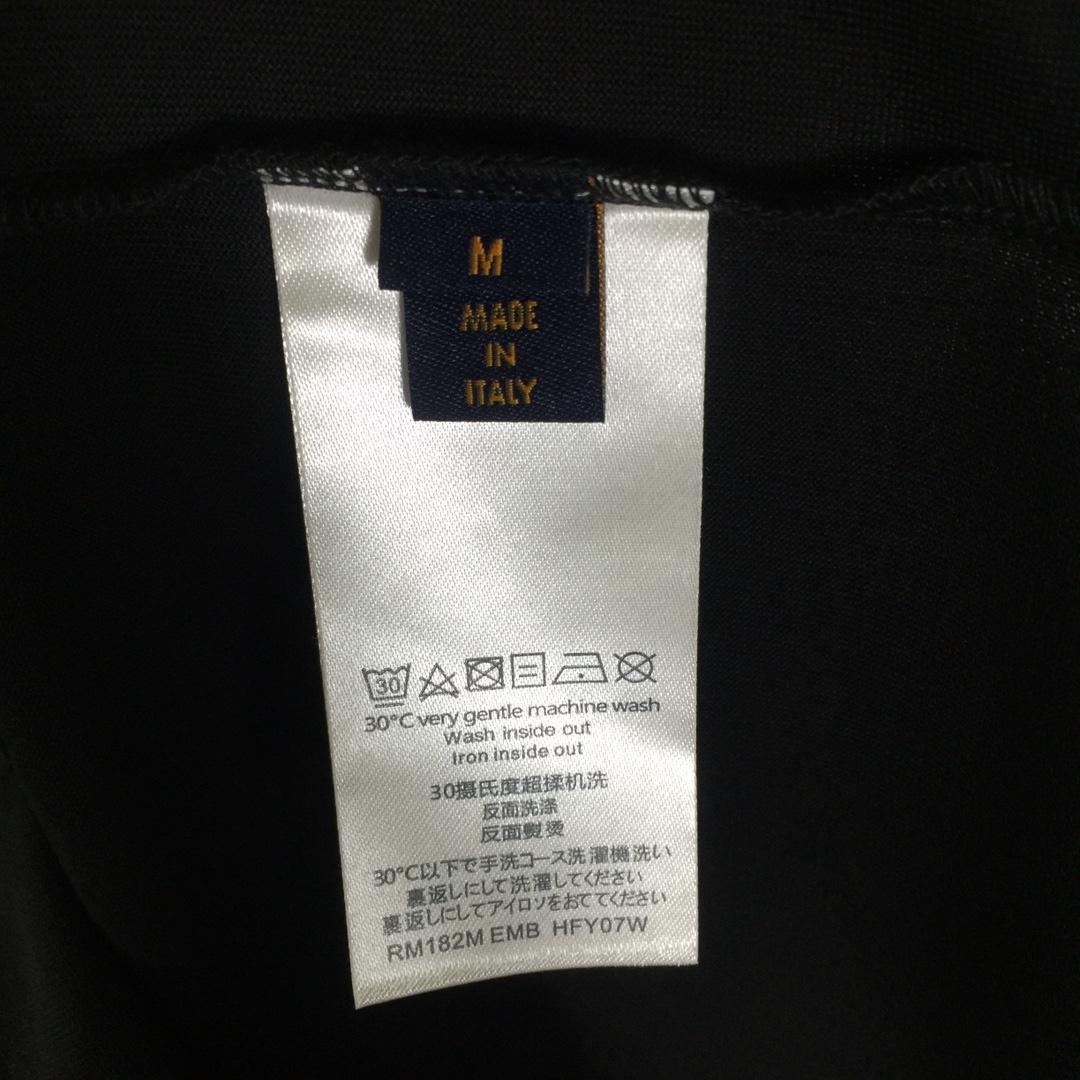 M
MADE
IN
ITALY
30
30°C very gentle machine wash
Wash inside out
Iron inside out
30摄氏度超揉机洗
反面洗涤
反面熨烫
30°C以下で手洗コース洗濯機洗い
裏返しにして洗濯してください
裏返しにしてアイロソをおててください
RM182M EMB HFY07W